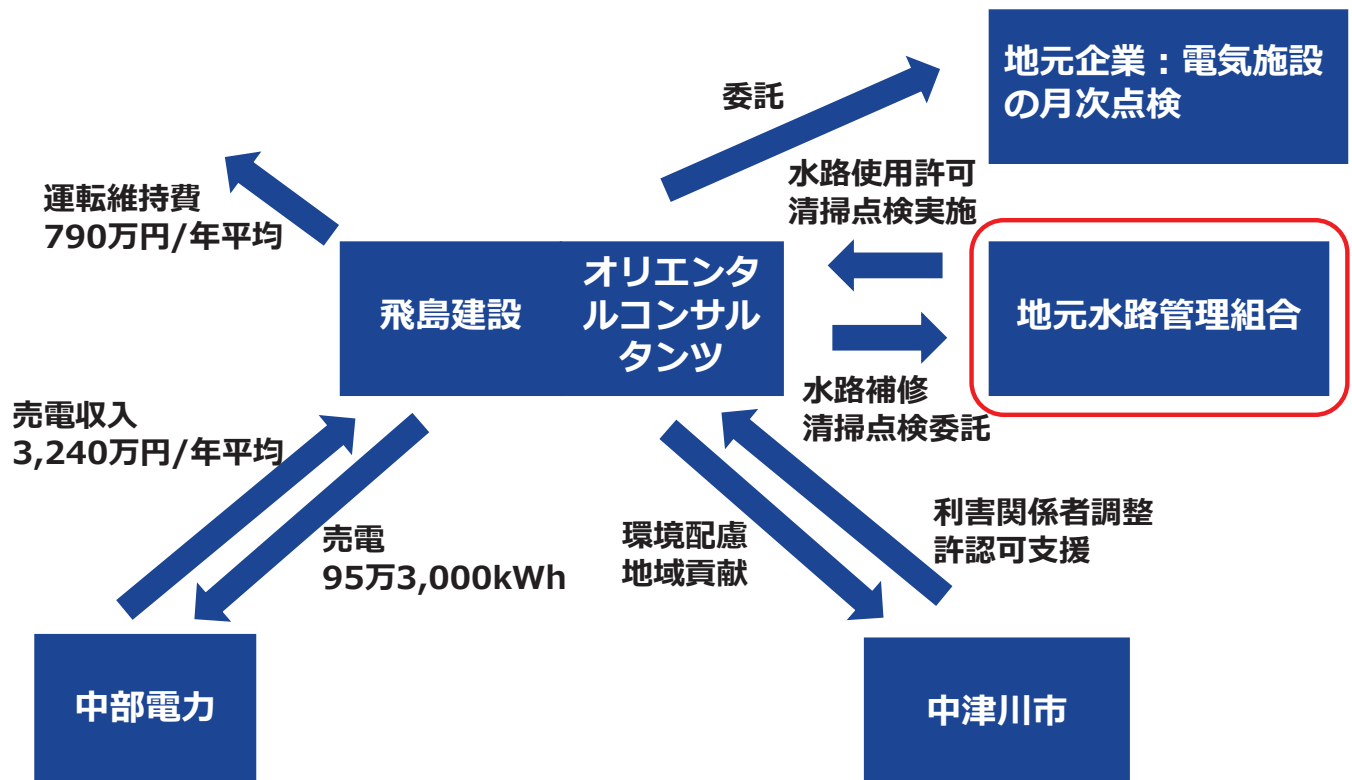 地元企業：電気施設
の月次点検
委託
水路使用許可
清掃点検実施
運転維持費
790万円/年平均
飛島建設
オリエンタ
ルコンサル
タンツ
地元水路管理組合
水路補修
清掃点検委託
売電収入
3,240万円/年平均
売電
95万3,000kWh
環境配慮
地域貢献
利害関係者調整
許認可支援
中部電力
中津川市